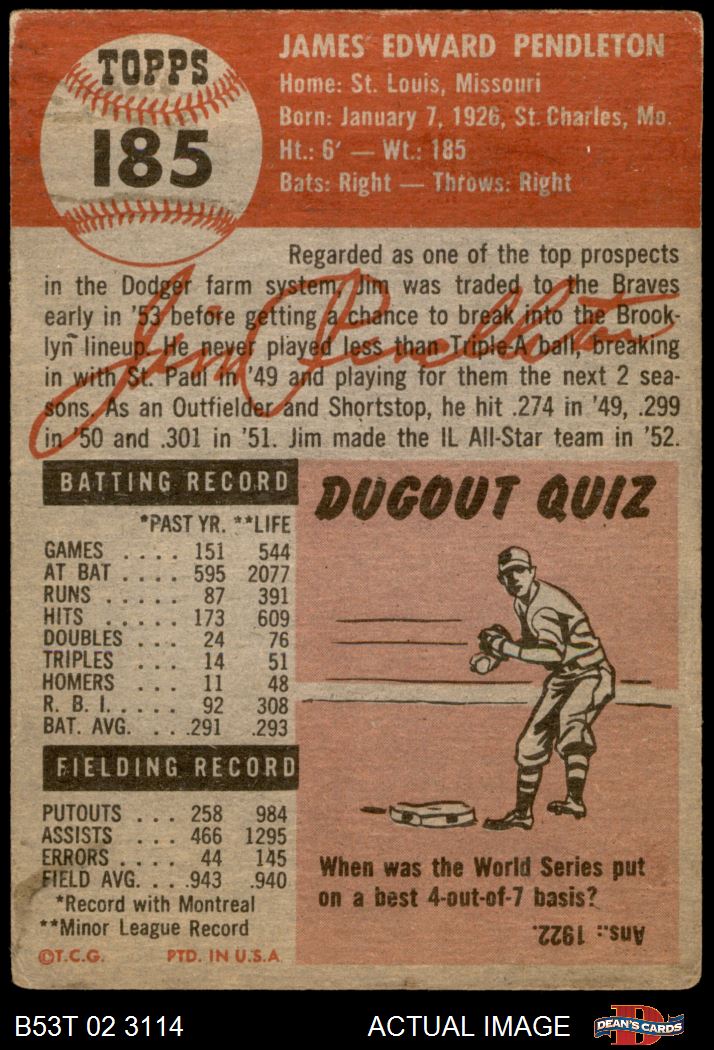 TOPPS
185
JAMES EDWARD PENDLETON
Home: St. Louis, Missouri
Born: January 7, 1926, St. Charles, Mo.
Ht.: 6' — Wt.: 185
Bats: Right — Throws: Right
Regarded as one of the top prospects
in the Dodger farm system, Jim was traded to the Braves
early in '53 before getting a chance to break into the Brook-
lyn lineup. He never played less than Triple-A ball, breaking
in with St. Paul in '49 and playing for them the next 2 sea-
sons. As an Outfielder and Shortstop, he hit .274 in '49, .299
in '50 and .301 in '51. Jim made the IL All-Star team in '52.
Jim Pendleton
BATTING RECORD
*PAST YR. **LIFE
GAMES . . . . 151 544
AT BAT . . . . 595 2077
RUNS . . . . . 87 391
HITS . . . . . 173 609
DOUBLES . . . 24 76
TRIPLES . . . 14 51
HOMERS . . . 11 48
R. B. I. . . . . 92 308
BAT. AVG. . . .291 .293
FIELDING RECORD
PUTOUTS . . . 258 984
ASSISTS . . . 466 1295
ERRORS . . . . 44 145
FIELD AVG. . . .943 .940
*Record with Montreal
**Minor League Record
©T.C.G. PTD. IN U.S.A.
DUGOUT QUIZ
When was the World Series put
on a best 4-out-of-7 basis?
Ans.: 1922.
B53T 02 3114 ACTUAL IMAGE
D
DEAN'S CARDS